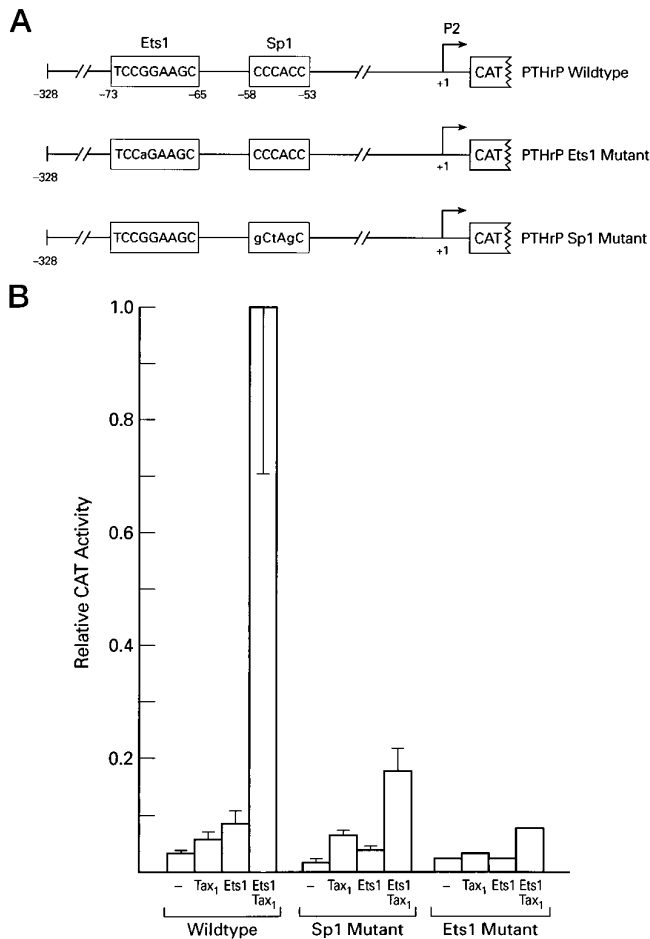 A
Ets1 Sp1 P2
TCCGGAAGC CCCACC CAT PTHrP Wildtype
–328 –73 –65 –58 –53 +1
TCCaGAAGC CCCACC CAT PTHrP Ets1 Mutant
–328 +1
TCCGGAAGC gCtAgC CAT PTHrP Sp1 Mutant
–328 +1
B
Relative CAT Activity
1.0
0.8
0.6
0.4
0.2
– Tax1 Ets1 Ets1 – Tax1 Ets1 Ets1 – Tax1 Ets1 Ets1
Tax1 Tax1 Tax1
Wildtype Sp1 Mutant Ets1 Mutant